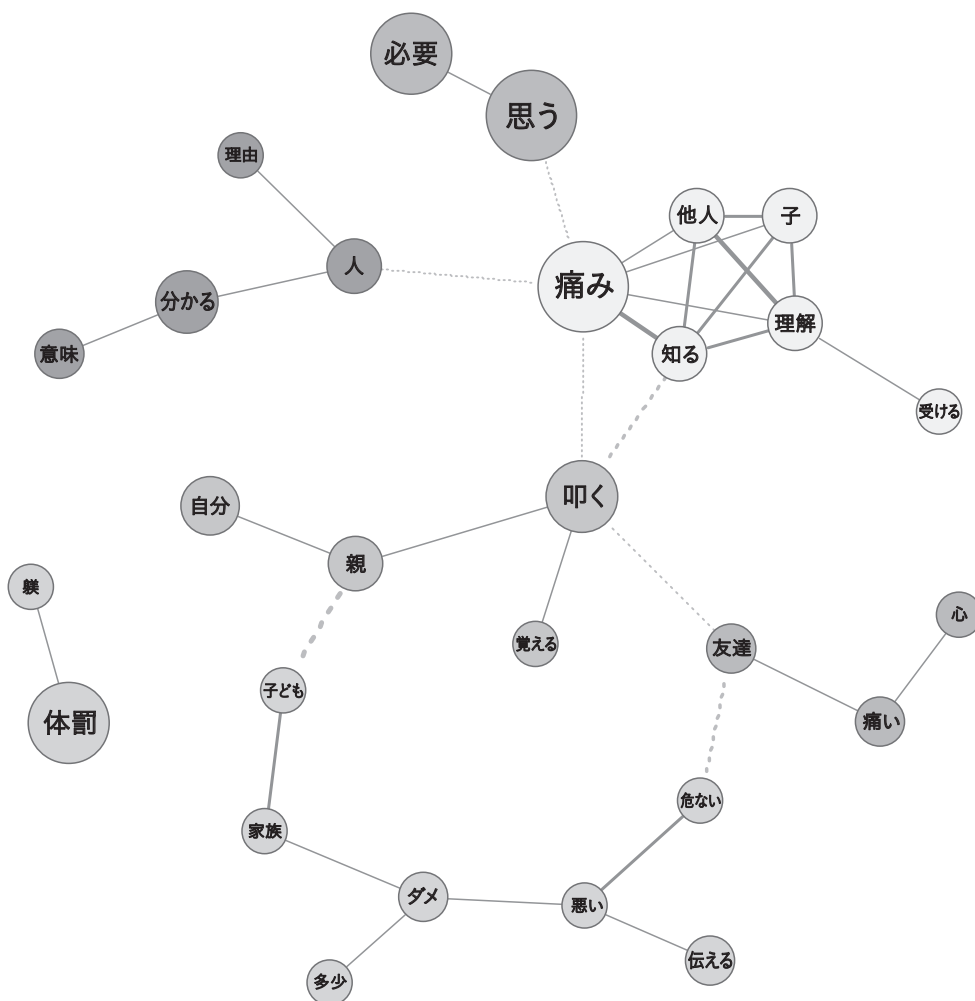 必要
思う
理由
他人
子
人
痛み
分かる
理解
意味
知る
受ける
叩く
自分
親
躾
心
覚える
友達
子ども
体罰
痛い
危ない
家族
ダメ
悪い
伝える
多少